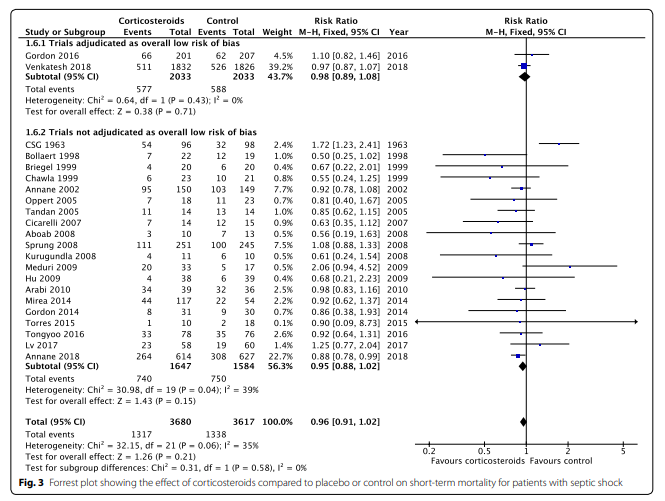 Corticosteroids Control Risk Ratio Risk Ratio
Study or Subgroup Events Total Events Total Weight M-H, Fixed, 95% CI Year M-H, Fixed, 95% CI
1.6.1 Trials adjudicated as overall low risk of bias
Gordon 2016 66 201 62 207 4.5% 1.10 [0.82, 1.46] 2016
Venkatesh 2018 511 1832 526 1826 39.2% 0.97 [0.87, 1.07] 2018
Subtotal (95% CI) 2033 2033 43.7% 0.98 [0.89, 1.08]
Total events 577 588
Heterogeneity: Chi² = 0.64, df = 1 (P = 0.43); I² = 0%
Test for overall effect: Z = 0.38 (P = 0.71)
1.6.2 Trials not adjudicated as overall low risk of bias
CSG 1963 54 96 32 98 2.4% 1.72 [1.23, 2.41] 1963
Bollaert 1998 7 22 12 19 1.0% 0.50 [0.25, 1.02] 1998
Briegel 1999 4 20 6 20 0.4% 0.67 [0.22, 2.01] 1999
Chawla 1999 6 23 10 21 0.8% 0.55 [0.24, 1.25] 1999
Annane 2002 95 150 103 149 7.7% 0.92 [0.78, 1.08] 2002
Oppert 2005 7 18 11 23 0.7% 0.81 [0.40, 1.67] 2005
Tandan 2005 11 14 13 14 1.0% 0.85 [0.62, 1.15] 2005
Cicarelli 2007 7 14 12 15 0.9% 0.63 [0.35, 1.12] 2007
Aboab 2008 3 10 7 13 0.5% 0.56 [0.19, 1.63] 2008
Sprung 2008 111 251 100 245 7.5% 1.08 [0.88, 1.33] 2008
Kurugundla 2008 4 11 6 10 0.5% 0.61 [0.24, 1.54] 2008
Meduri 2009 20 33 5 17 0.5% 2.06 [0.94, 4.52] 2009
Hu 2009 4 38 6 39 0.4% 0.68 [0.21, 2.23] 2009
Arabi 2010 34 39 32 36 2.5% 0.98 [0.83, 1.16] 2010
Mirea 2014 44 117 22 54 2.2% 0.92 [0.62, 1.37] 2014
Gordon 2014 8 31 9 30 0.7% 0.86 [0.38, 1.93] 2014
Torres 2015 1 10 2 18 0.1% 0.90 [0.09, 8.73] 2015
Tongyoo 2016 33 78 35 76 2.6% 0.92 [0.64, 1.31] 2016
Lv 2017 23 58 19 60 1.4% 1.25 [0.77, 2.04] 2017
Annane 2018 264 614 308 627 22.7% 0.88 [0.78, 0.99] 2018
Subtotal (95% CI) 1647 1584 56.3% 0.95 [0.88, 1.02]
Total events 740 750
Heterogeneity: Chi² = 30.98, df = 19 (P = 0.04); I² = 39%
Test for overall effect: Z = 1.43 (P = 0.15)
Total (95% CI) 3680 3617 100.0% 0.96 [0.91, 1.02]
Total events 1317 1338
Heterogeneity: Chi² = 32.15, df = 21 (P = 0.06); I² = 35%
Test for overall effect: Z = 1.26 (P = 0.21)
Test for subgroup differences: Chi² = 0.31, df = 1 (P = 0.58), I² = 0%
0.2 0.5 1 2 5
Favours corticosteroids Favours control
Fig. 3 Forrest plot showing the effect of corticosteroids compared to placebo or control on short-term mortality for patients with septic shock